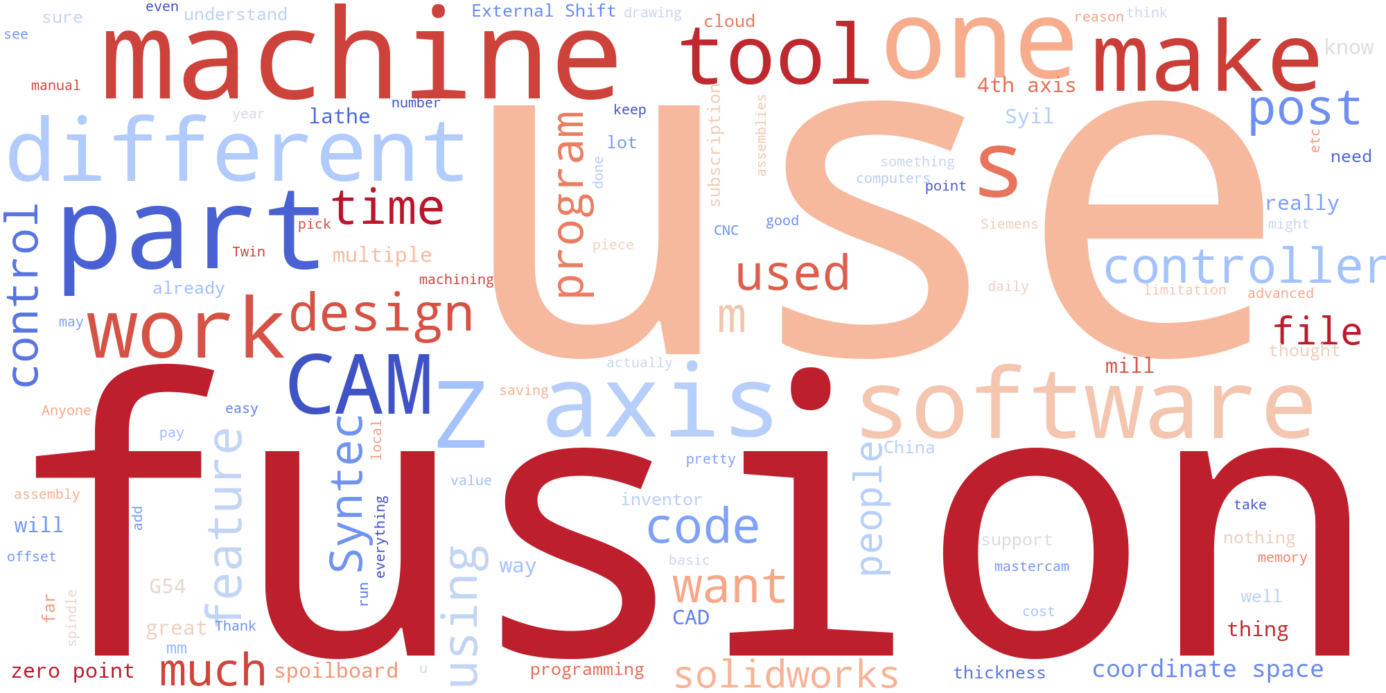 even
sure
understand
External Shift
drawing
cloud
one
reason
think
see
machine
tool
make
know
manual
4th axis
number
lathe
year
keep
subscription
assemblies
Syil
post
etc
different
use
program
lot
done
something
computers
point
s
need
part
time
pick
Twin
multiple
piece
CNC
good
Siemens
really
might
control
already
machining
used
controller
daily
limitation
advanced
may
work
design
m
file
thought
mill
actually
CAM
z
saving
axis
software
Anyone
easy
pay
fusion
feature
Syntec
local
pretty
people
China
value
assembly
inventor
will
add
everything
code
support
take
nothing
offset
way
basic
mastercam
memory
G54
run
using
want
far
spindle
great
Thank
CAD
cost
well
thing
mm
zero point
much
spoilboard
u
programming
solidworks
thickness
coordinate space